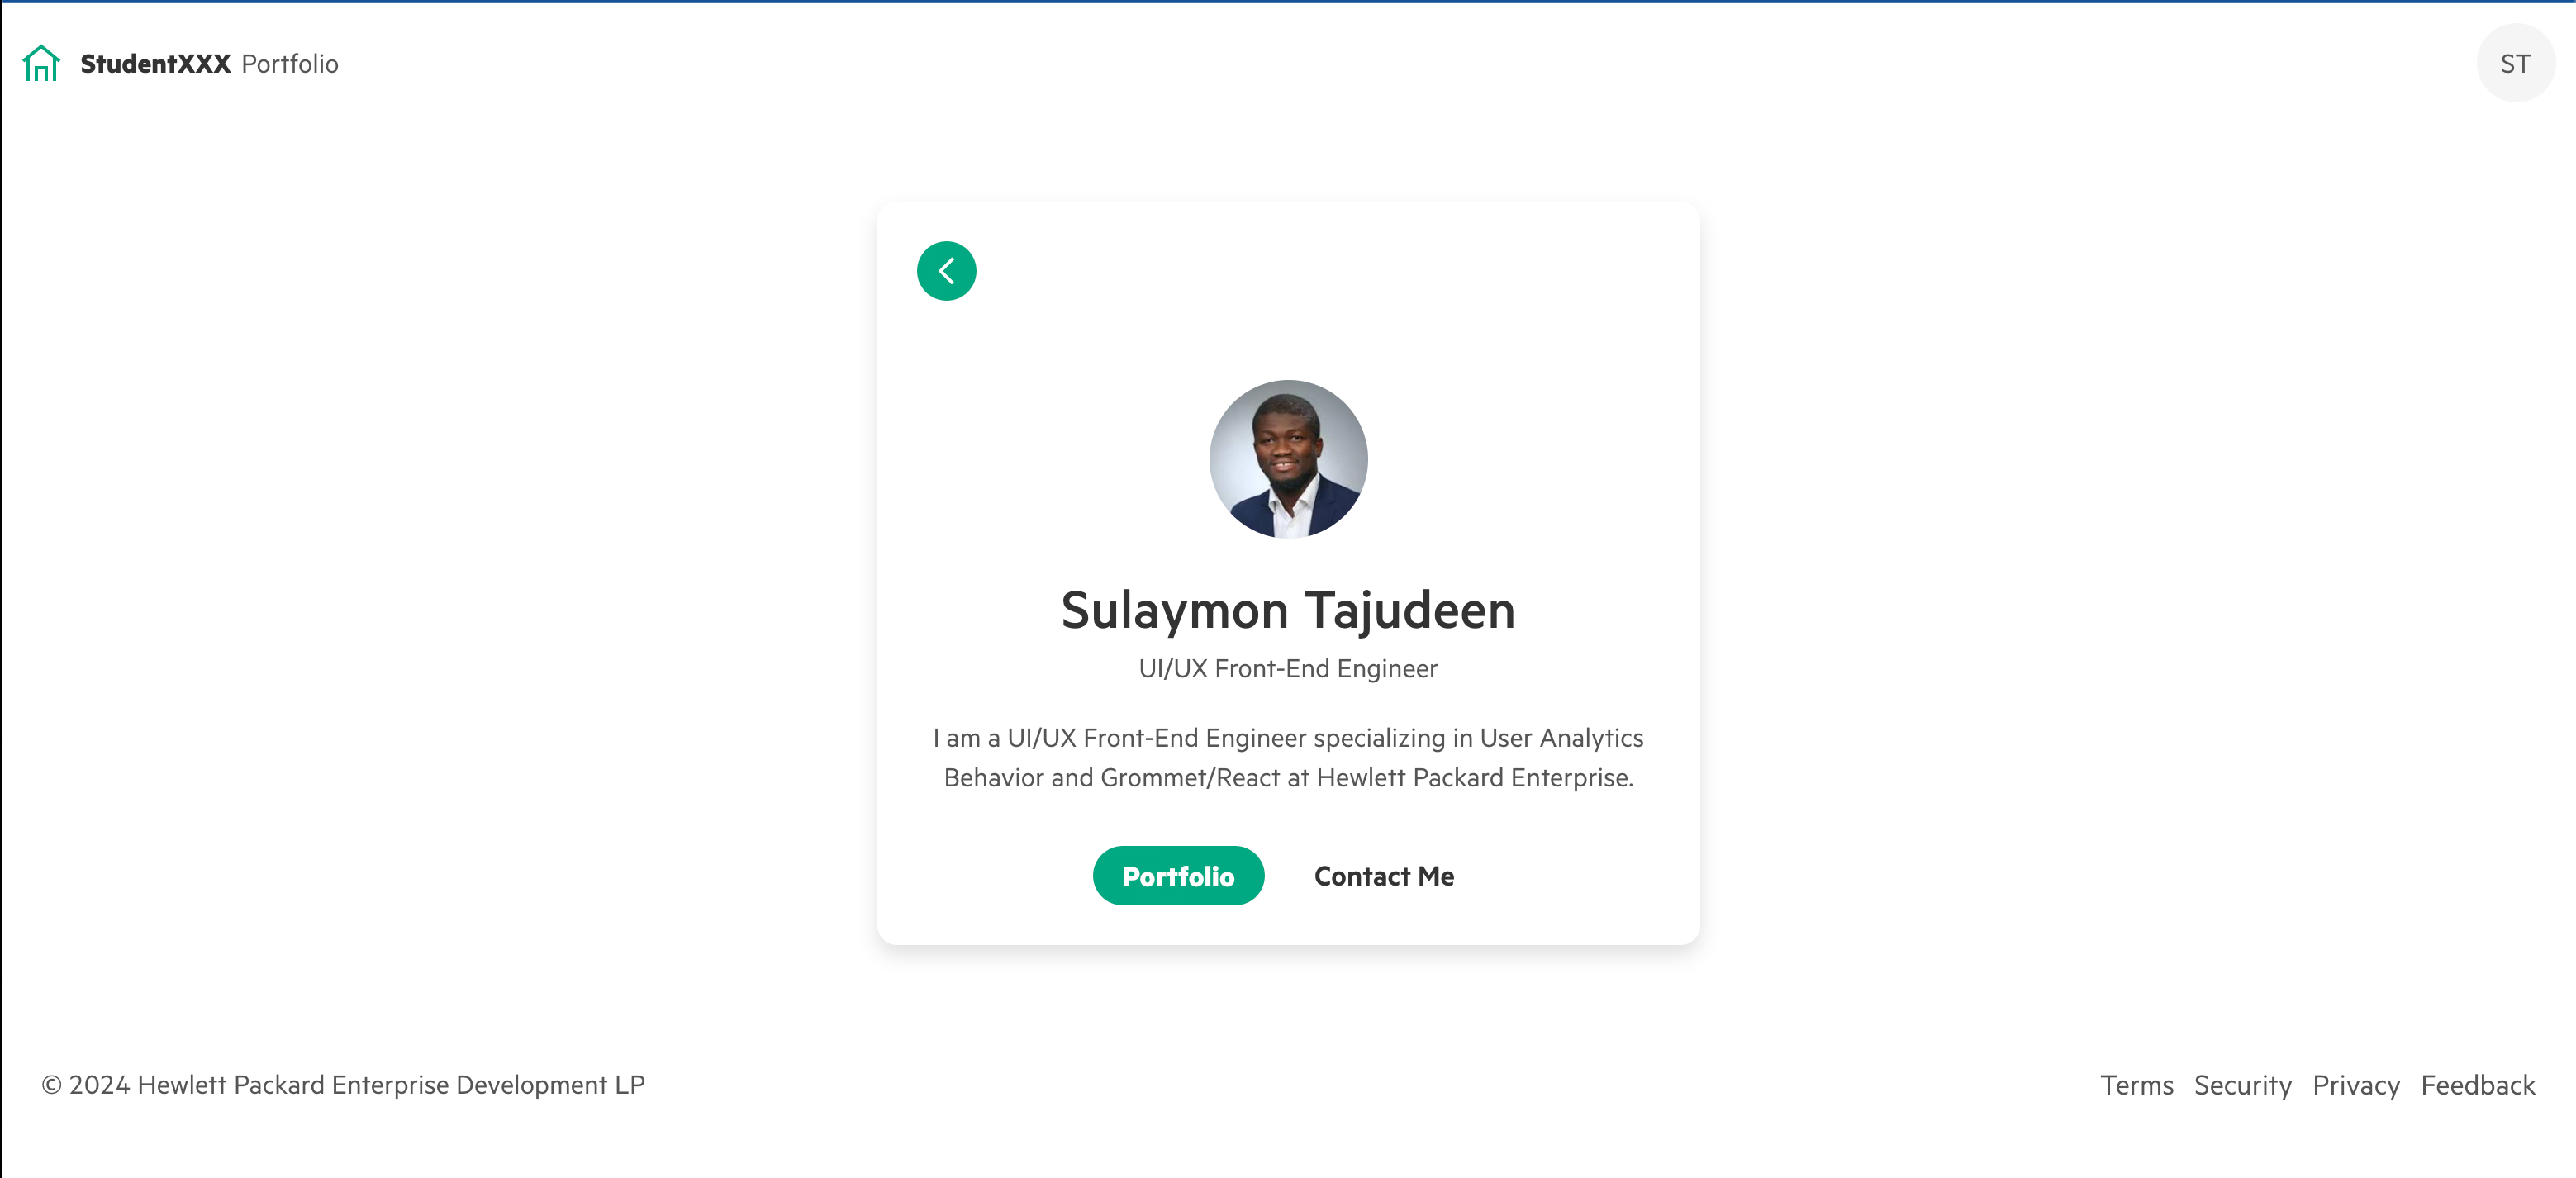 StudentXXX Portfolio
ST
Sulaymon Tajudeen
UI/UX Front-End Engineer
I am a UI/UX Front-End Engineer specializing in User Analytics
Behavior and Grommet/React at Hewlett Packard Enterprise.
Portfolio
Contact Me
© 2024 Hewlett Packard Enterprise Development LP
Terms Security Privacy Feedback